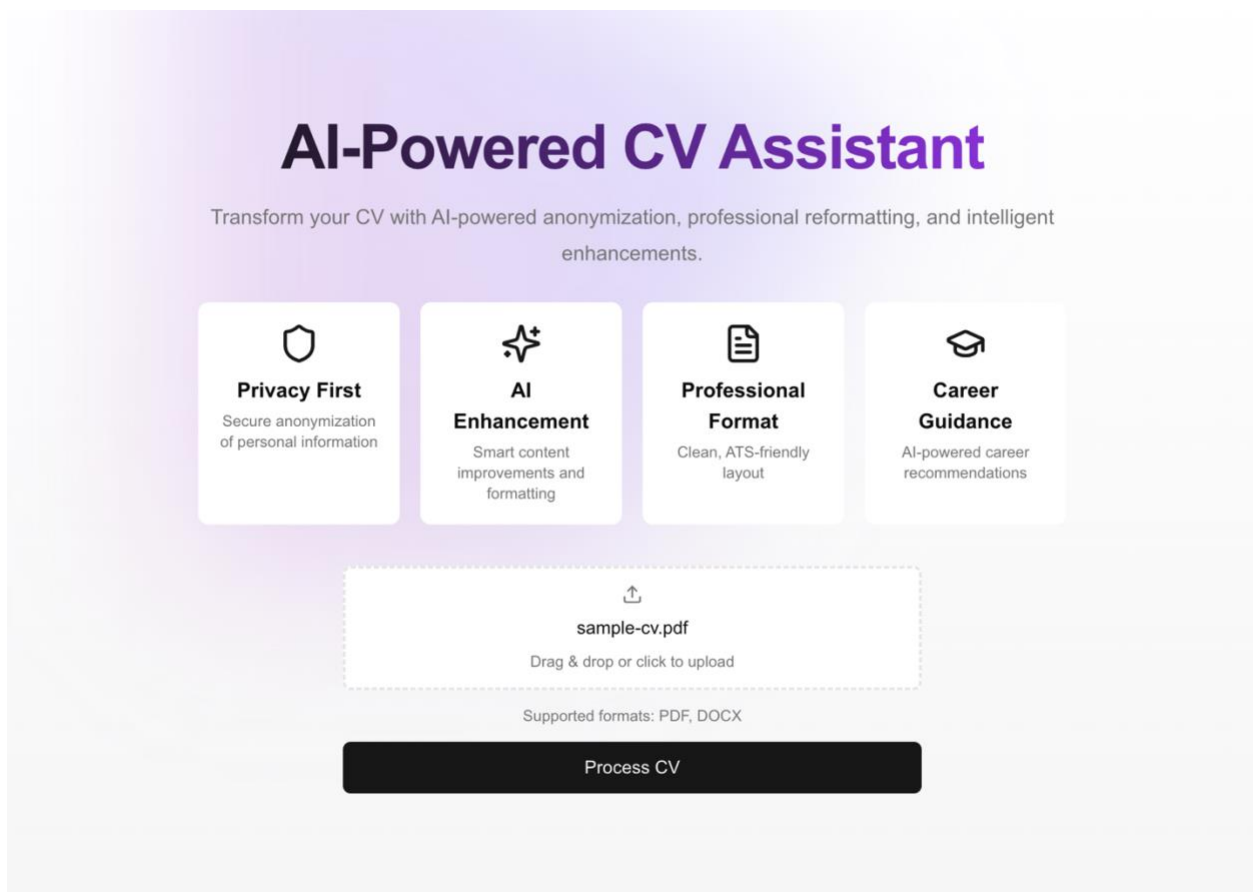 AI-Powered CV Assistant
Transform your CV with AI-powered anonymization, professional reformatting, and intelligent
enhancements.
Privacy First
Secure anonymization
of personal information
AI
Enhancement
Smart content
improvements and
formatting
Professional
Format
Clean, ATS-friendly
layout
Career
Guidance
AI-powered career
recommendations
sample-cv.pdf
Drag & drop or click to upload
Supported formats: PDF, DOCX
Process CV